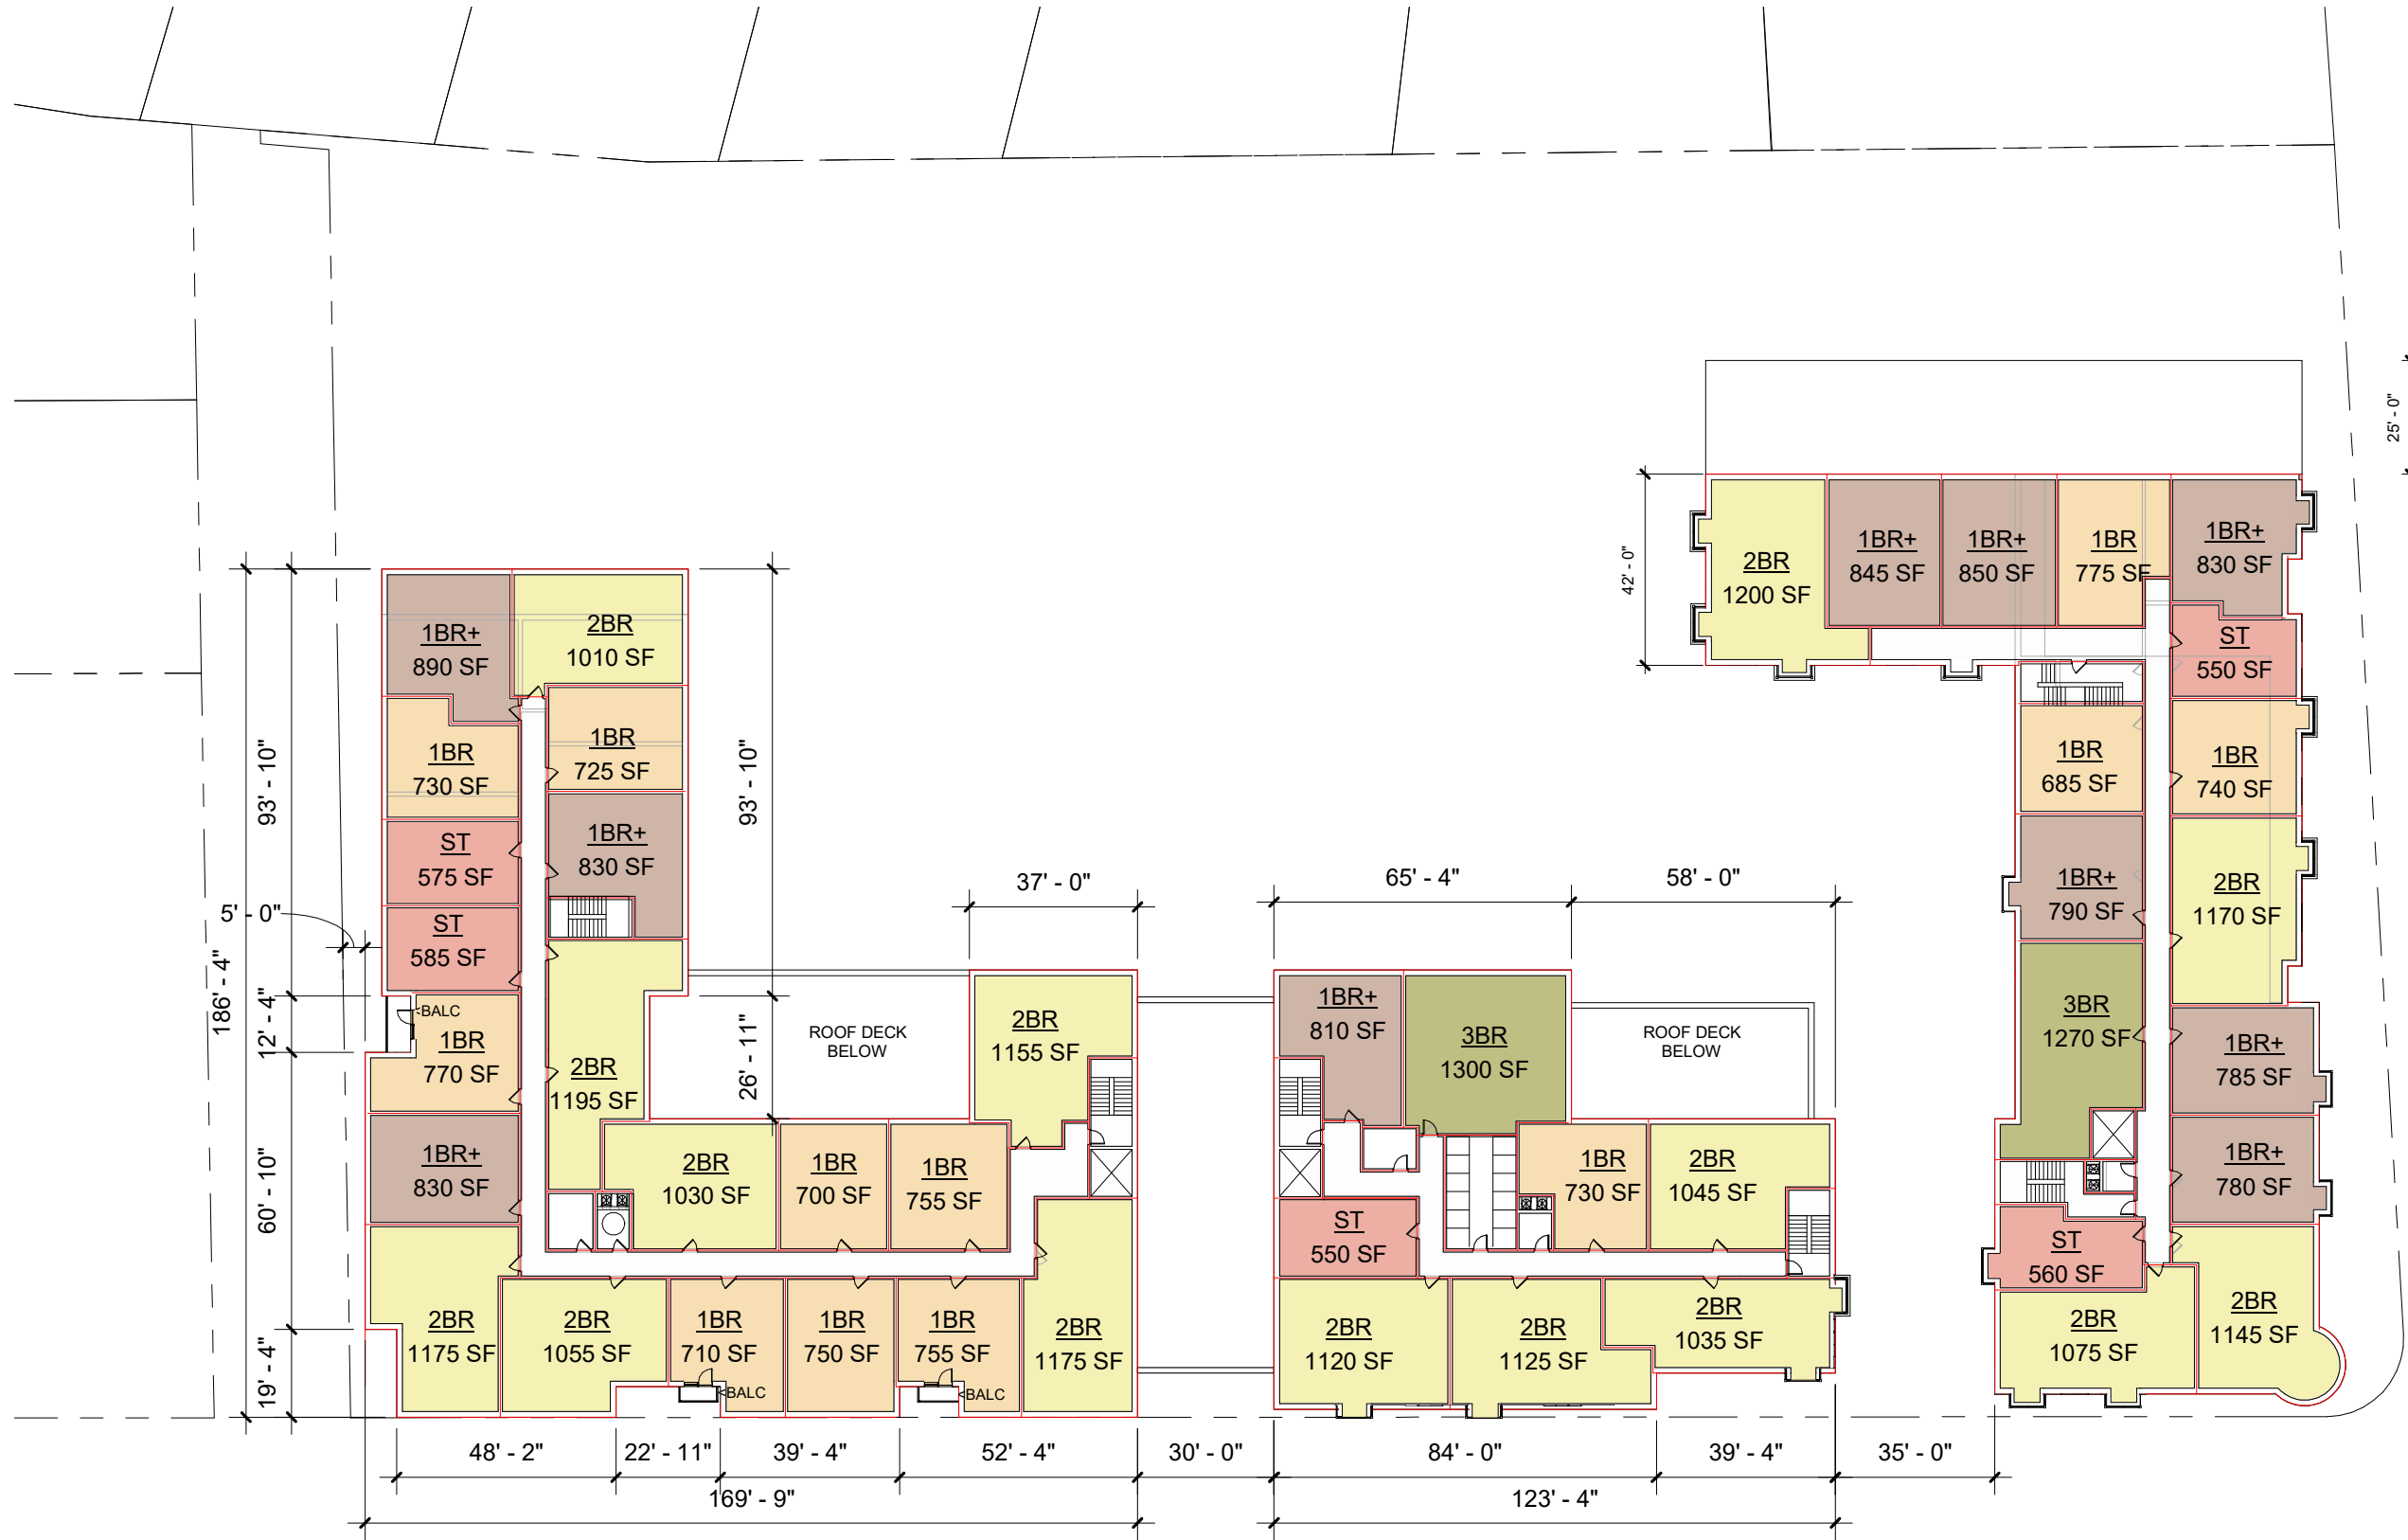 25' - 0"
42' - 0"
2BR
1200 SF
1BR+
845 SF
1BR+
850 SF
1BR
775 SF
1BR+
830 SF
ST
550 SF
1BR
685 SF
1BR
740 SF
1BR+
790 SF
2BR
1170 SF
3BR
1270 SF
1BR+
785 SF
1BR+
780 SF
ST
560 SF
2BR
1075 SF
2BR
1145 SF
186' - 4"
93' - 10"
12' - 4"
60' - 10"
19' - 4"
5' - 0"
1BR+
890 SF
2BR
1010 SF
1BR
730 SF
1BR
725 SF
ST
575 SF
1BR+
830 SF
ST
585 SF
BALC
1BR
770 SF
2BR
1195 SF
1BR+
830 SF
93' - 10"
26' - 11"
37' - 0"
ROOF DECK
BELOW
2BR
1155 SF
2BR
1030 SF
1BR
700 SF
1BR
755 SF
2BR
1175 SF
2BR
1055 SF
1BR
710 SF
BALC
1BR
750 SF
1BR
755 SF
BALC
2BR
1175 SF
65' - 4"
58' - 0"
1BR+
810 SF
3BR
1300 SF
ROOF DECK
BELOW
1BR
730 SF
2BR
1045 SF
ST
550 SF
2BR
1120 SF
2BR
1125 SF
2BR
1035 SF
48' - 2"
22' - 11"
39' - 4"
52' - 4"
30' - 0"
84' - 0"
39' - 4"
35' - 0"
169' - 9"
123' - 4"